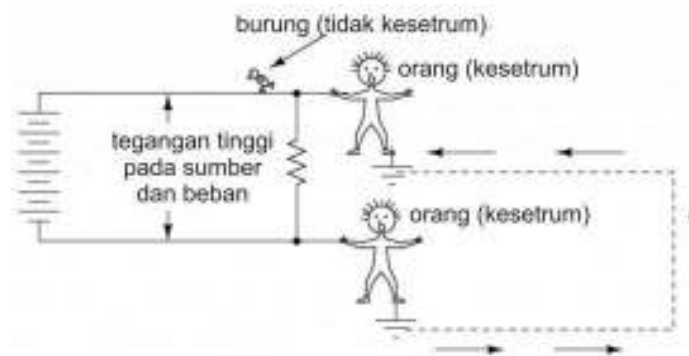 burung (tidak kesetrum)
orang (kesetrum)
tegangan tinggi
pada sumber
dan beban
orang (kesetrum)